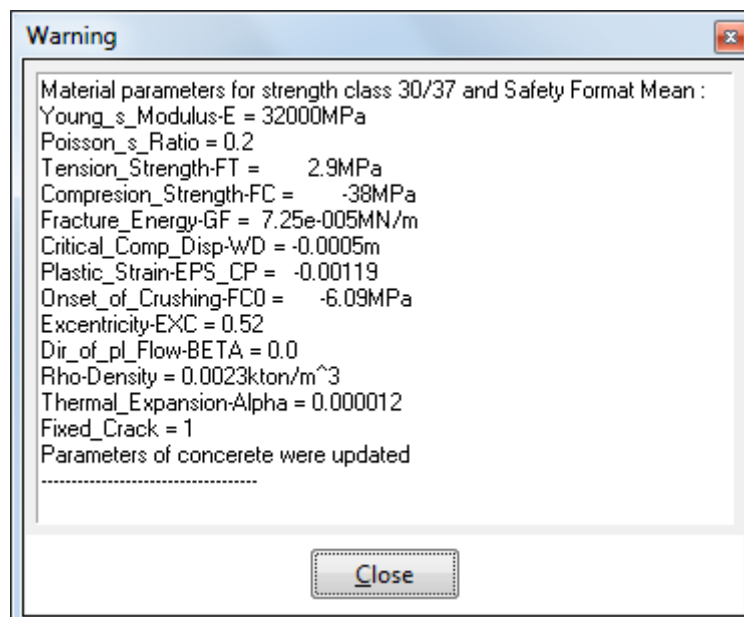 Warning
Material parameters for strength class 30/37 and Safety Format Mean :
Young_s_Modulus-E = 32000MPa
Poisson_s_Ratio = 0.2
Tension_Strength-FT =       2.9MPa
Compresion_Strength-FC =       -38MPa
Fracture_Energy-GF =  7.25e-005MN/m
Critical_Comp_Disp-WD = -0.0005m
Plastic_Strain-EPS_CP =   -0.00119
Onset_of_Crushing-FC0 =     -6.09MPa
Excentricity-EXC = 0.52
Dir_of_pl_Flow-BETA = 0.0
Rho-Density = 0.0023kton/m^3
Thermal_Expansion-Alpha = 0.000012
Fixed_Crack = 1
Parameters of concerete were updated
------------------------------------
Close